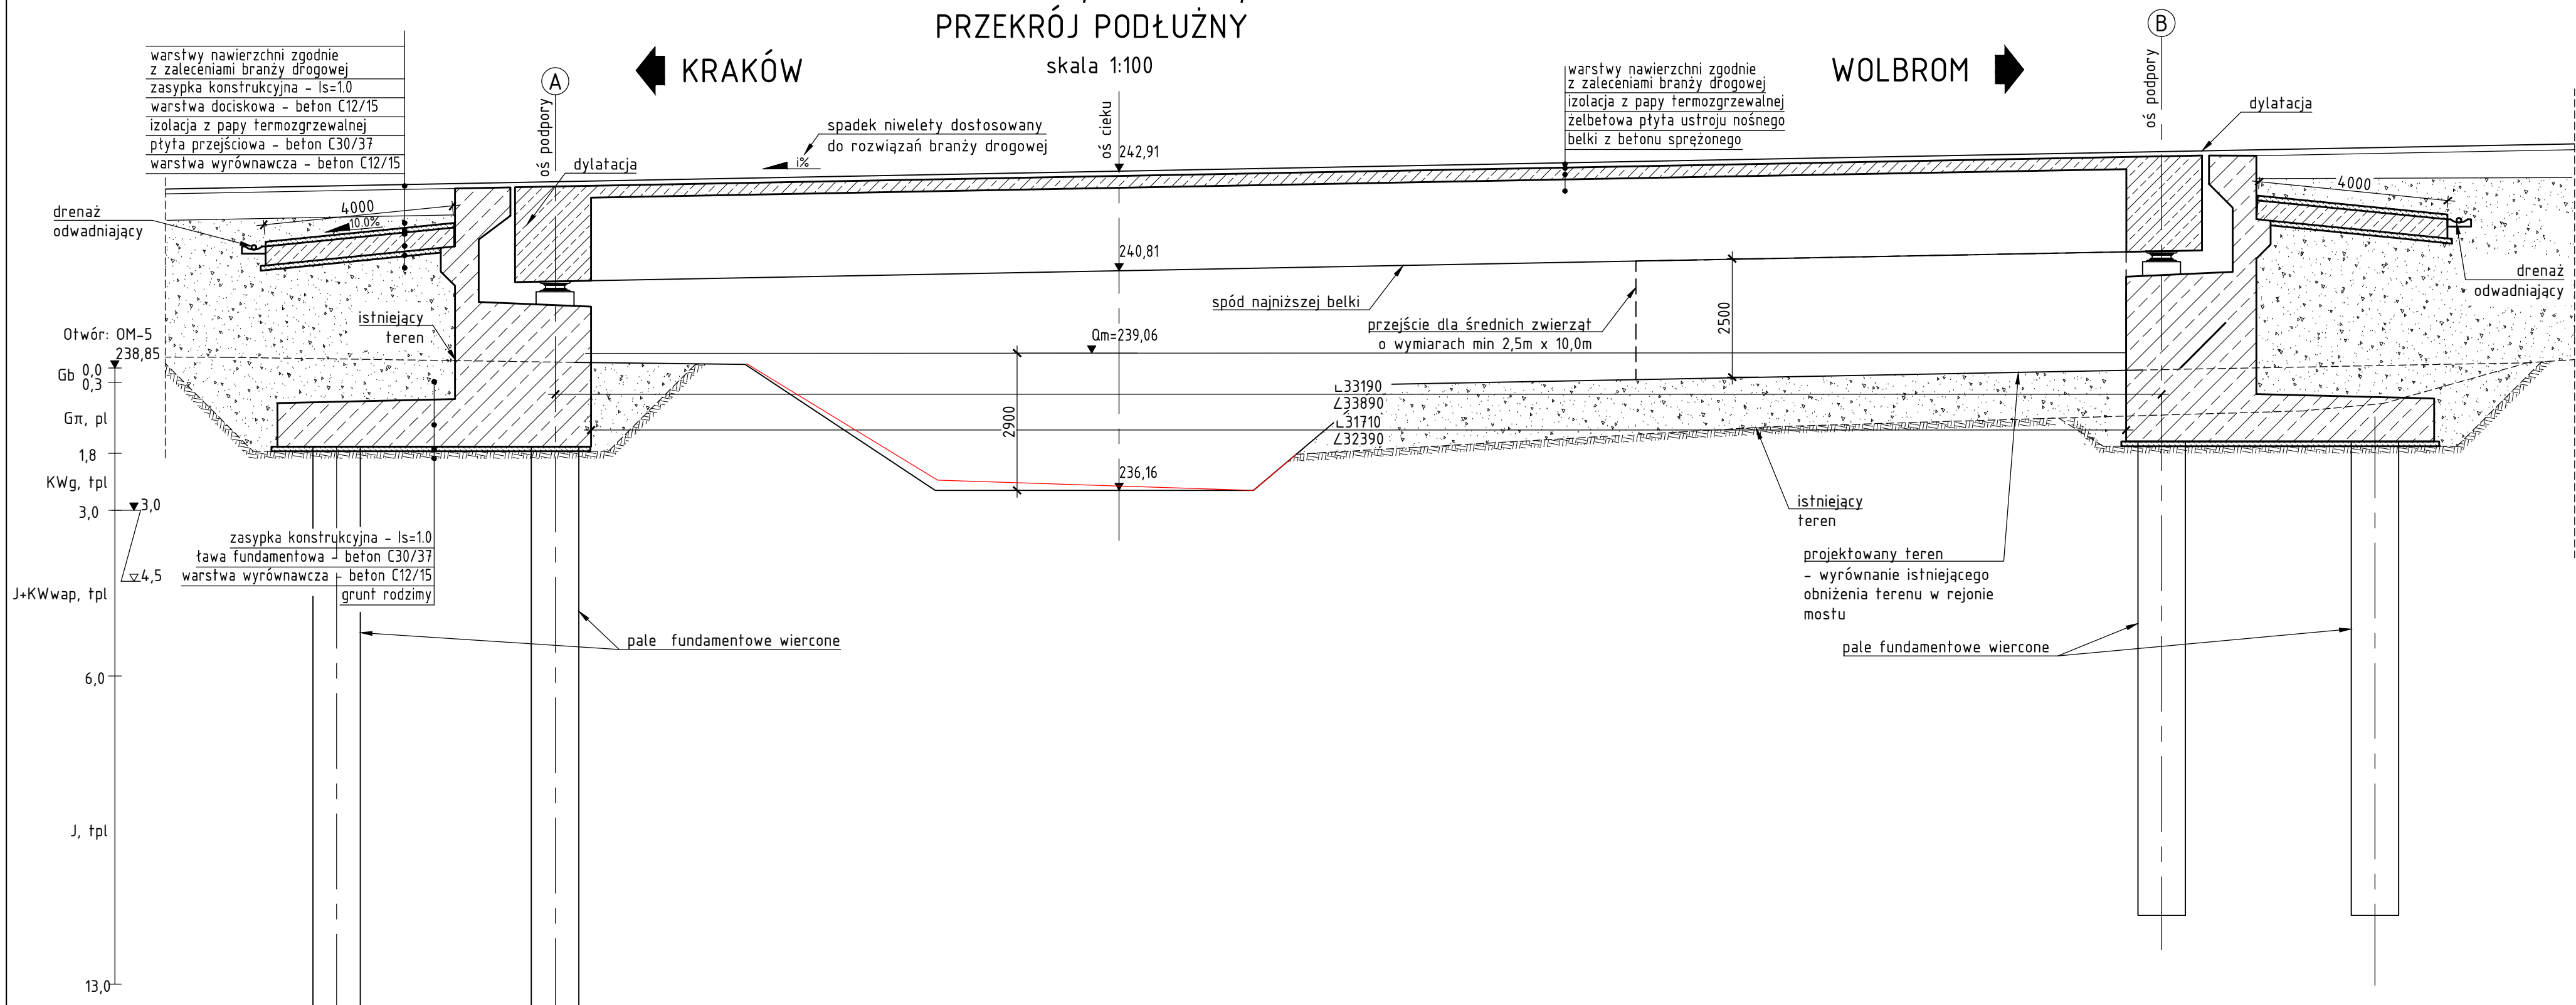 PRZEKRÓJ PODŁUŻNY
skala 1:100
KRAKÓW
WOLBROM
A
B
oś podpory
oś podpory
oś cieku
warstwy nawierzchni zgodnie
z zaleceniami branży drogowej
zasypka konstrukcyjna - Is=1.0
warstwa dociskowa - beton C12/15
izolacja z papy termozgrzewalnej
płyta przejściowa - beton C30/37
warstwa wyrównawcza - beton C12/15
dylatacja
spadek niwelety dostosowany
do rozwiązań branży drogowej
i%
242,91
warstwy nawierzchni zgodnie
z zaleceniami branży drogowej
izolacja z papy termozgrzewalnej
żelbetowa płyta ustroju nośnego
belki z betonu sprężonego
dylatacja
drenaż
odwadniający
4000
10.0%
4000
drenaż
odwadniający
240,81
spód najniższej belki
przejście dla średnich zwierząt
o wymiarach min 2,5m x 10,0m
2500
istniejący
teren
Qm=239,06
Otwór: OM-5
238,85
Gb
0,0
0,3
Gπ, pl
1,8
KWg, tpl
3,0
3,0
4,5
J+KWwap, tpl
6,0
J, tpl
13,0
2900
∟33190
∠33890
∟31710
∠32390
236,16
zasypka konstrukcyjna - Is=1.0
ława fundamentowa - beton C30/37
warstwa wyrównawcza - beton C12/15
grunt rodzimy
pale fundamentowe wiercone
istniejący
teren
projektowany teren
- wyrównanie istniejącego
obniżenia terenu w rejonie
mostu
pale fundamentowe wiercone